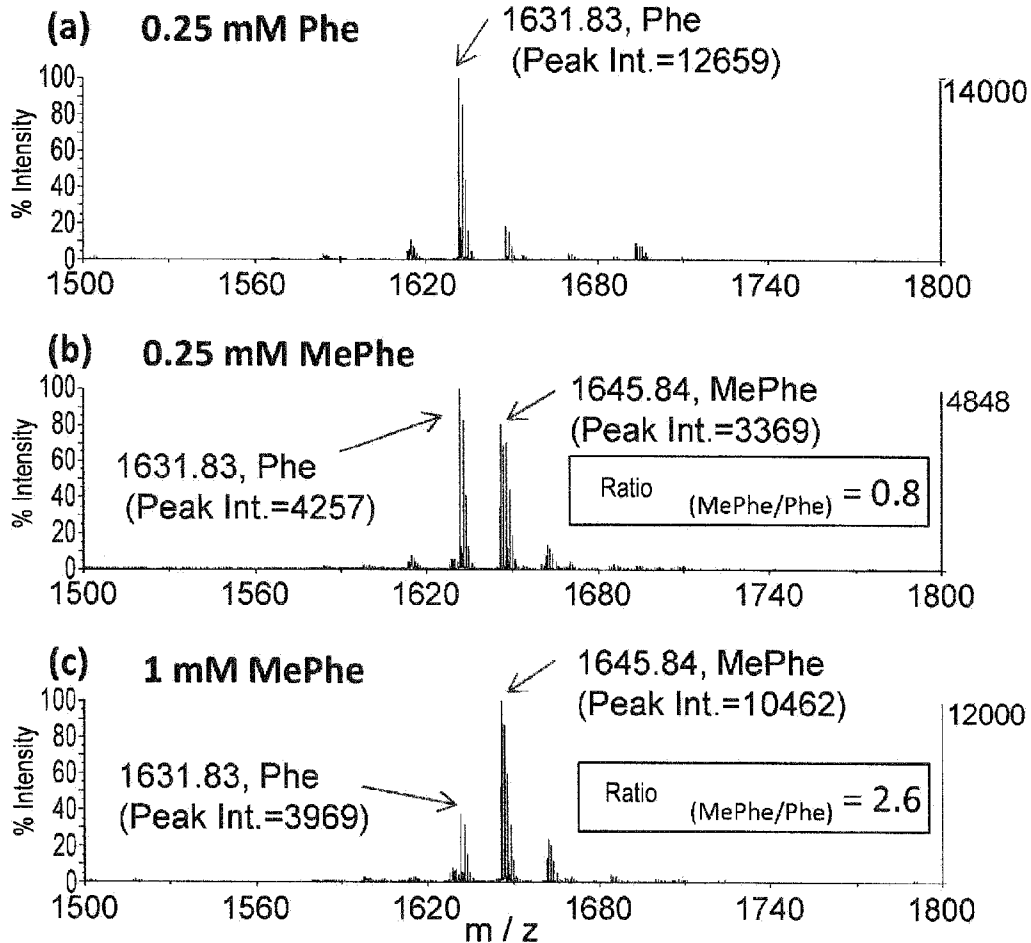 (a) 0.25 mM Phe
1631.83, Phe
(Peak Int.=12659)
% Intensity
100
80
60
40
20
0
14000
1500 1560 1620 1680 1740 1800
(b) 0.25 mM MePhe
1645.84, MePhe
(Peak Int.=3369)
1631.83, Phe
(Peak Int.=4257)
Ratio (MePhe/Phe) = 0.8
% Intensity
100
80
60
40
20
0
4848
1500 1560 1620 1680 1740 1800
(c) 1 mM MePhe
1645.84, MePhe
(Peak Int.=10462)
1631.83, Phe
(Peak Int.=3969)
Ratio (MePhe/Phe) = 2.6
% Intensity
100
80
60
40
20
0
12000
1500 1560 1620 1680 1740 1800
m / z